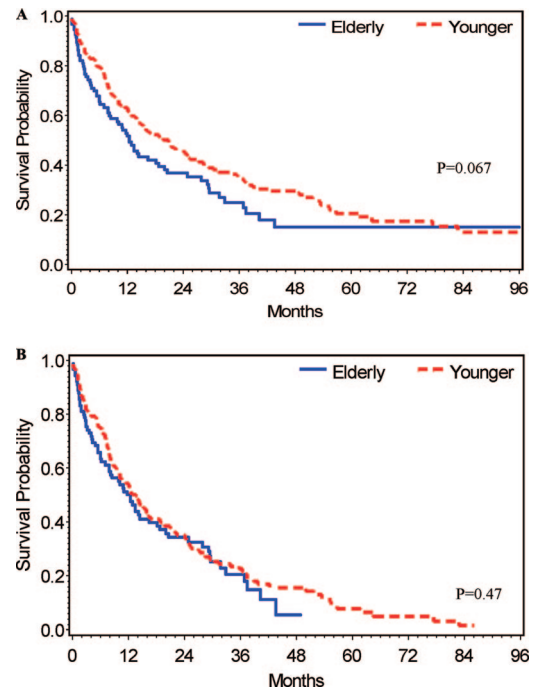 A
Elderly Younger
Survival Probability
1.0
0.8
0.6
0.4
0.2
0.0
P=0.067
0 12 24 36 48 60 72 84 96
Months
B
Elderly Younger
Survival Probability
1.0
0.8
0.6
0.4
0.2
0.0
P=0.47
0 12 24 36 48 60 72 84 96
Months